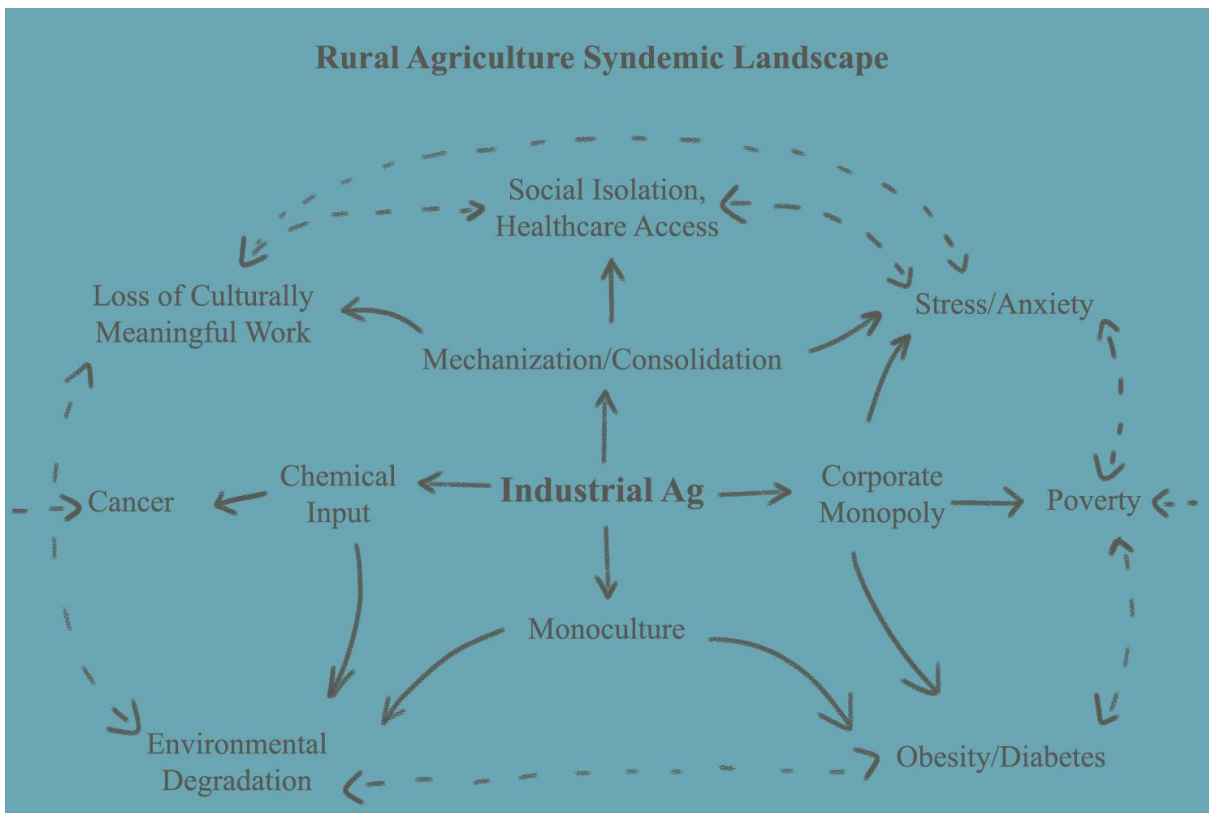 Rural Agriculture Syndemic Landscape
Social Isolation,
Healthcare Access
Loss of Culturally
Meaningful Work
Stress/Anxiety
Mechanization/Consolidation
Cancer
Chemical
Input
Industrial Ag
Corporate
Monopoly
Poverty
Monoculture
Environmental
Degradation
Obesity/Diabetes